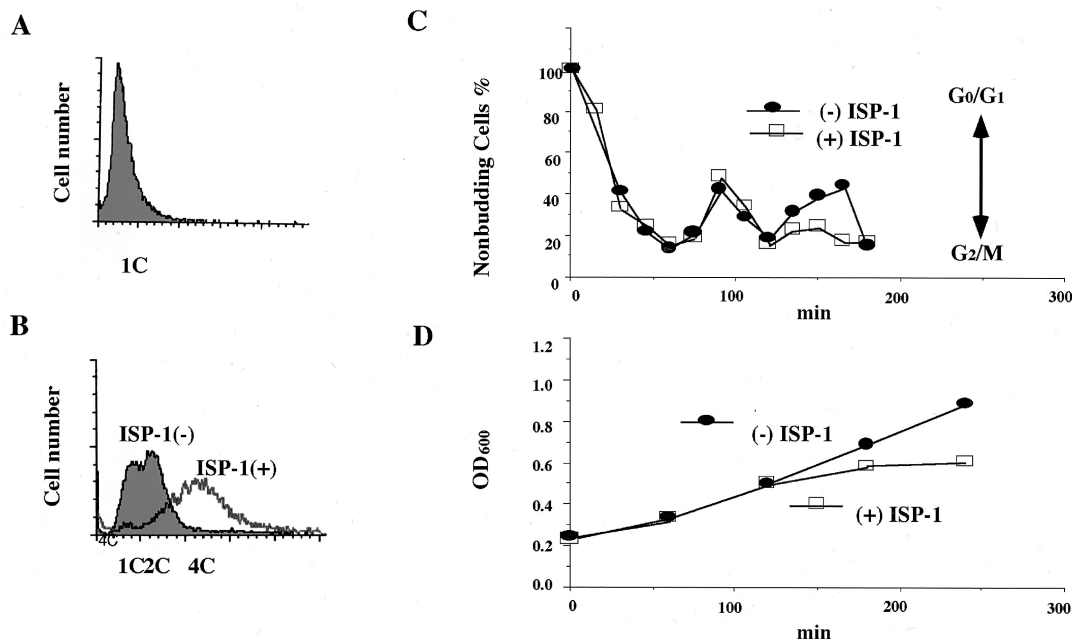 A
Cell number
1C
B
Cell number
ISP-1(-)
ISP-1(+)
4C
1C2C 4C
C
Nonbudding Cells %
100
80
60
40
20
0
(-) ISP-1
(+) ISP-1
G0/G1
G2/M
0 100 200 300
min
D
OD600
1.2
1.0
0.8
0.6
0.4
0.2
0.0
(-) ISP-1
(+) ISP-1
0 100 200 300
min